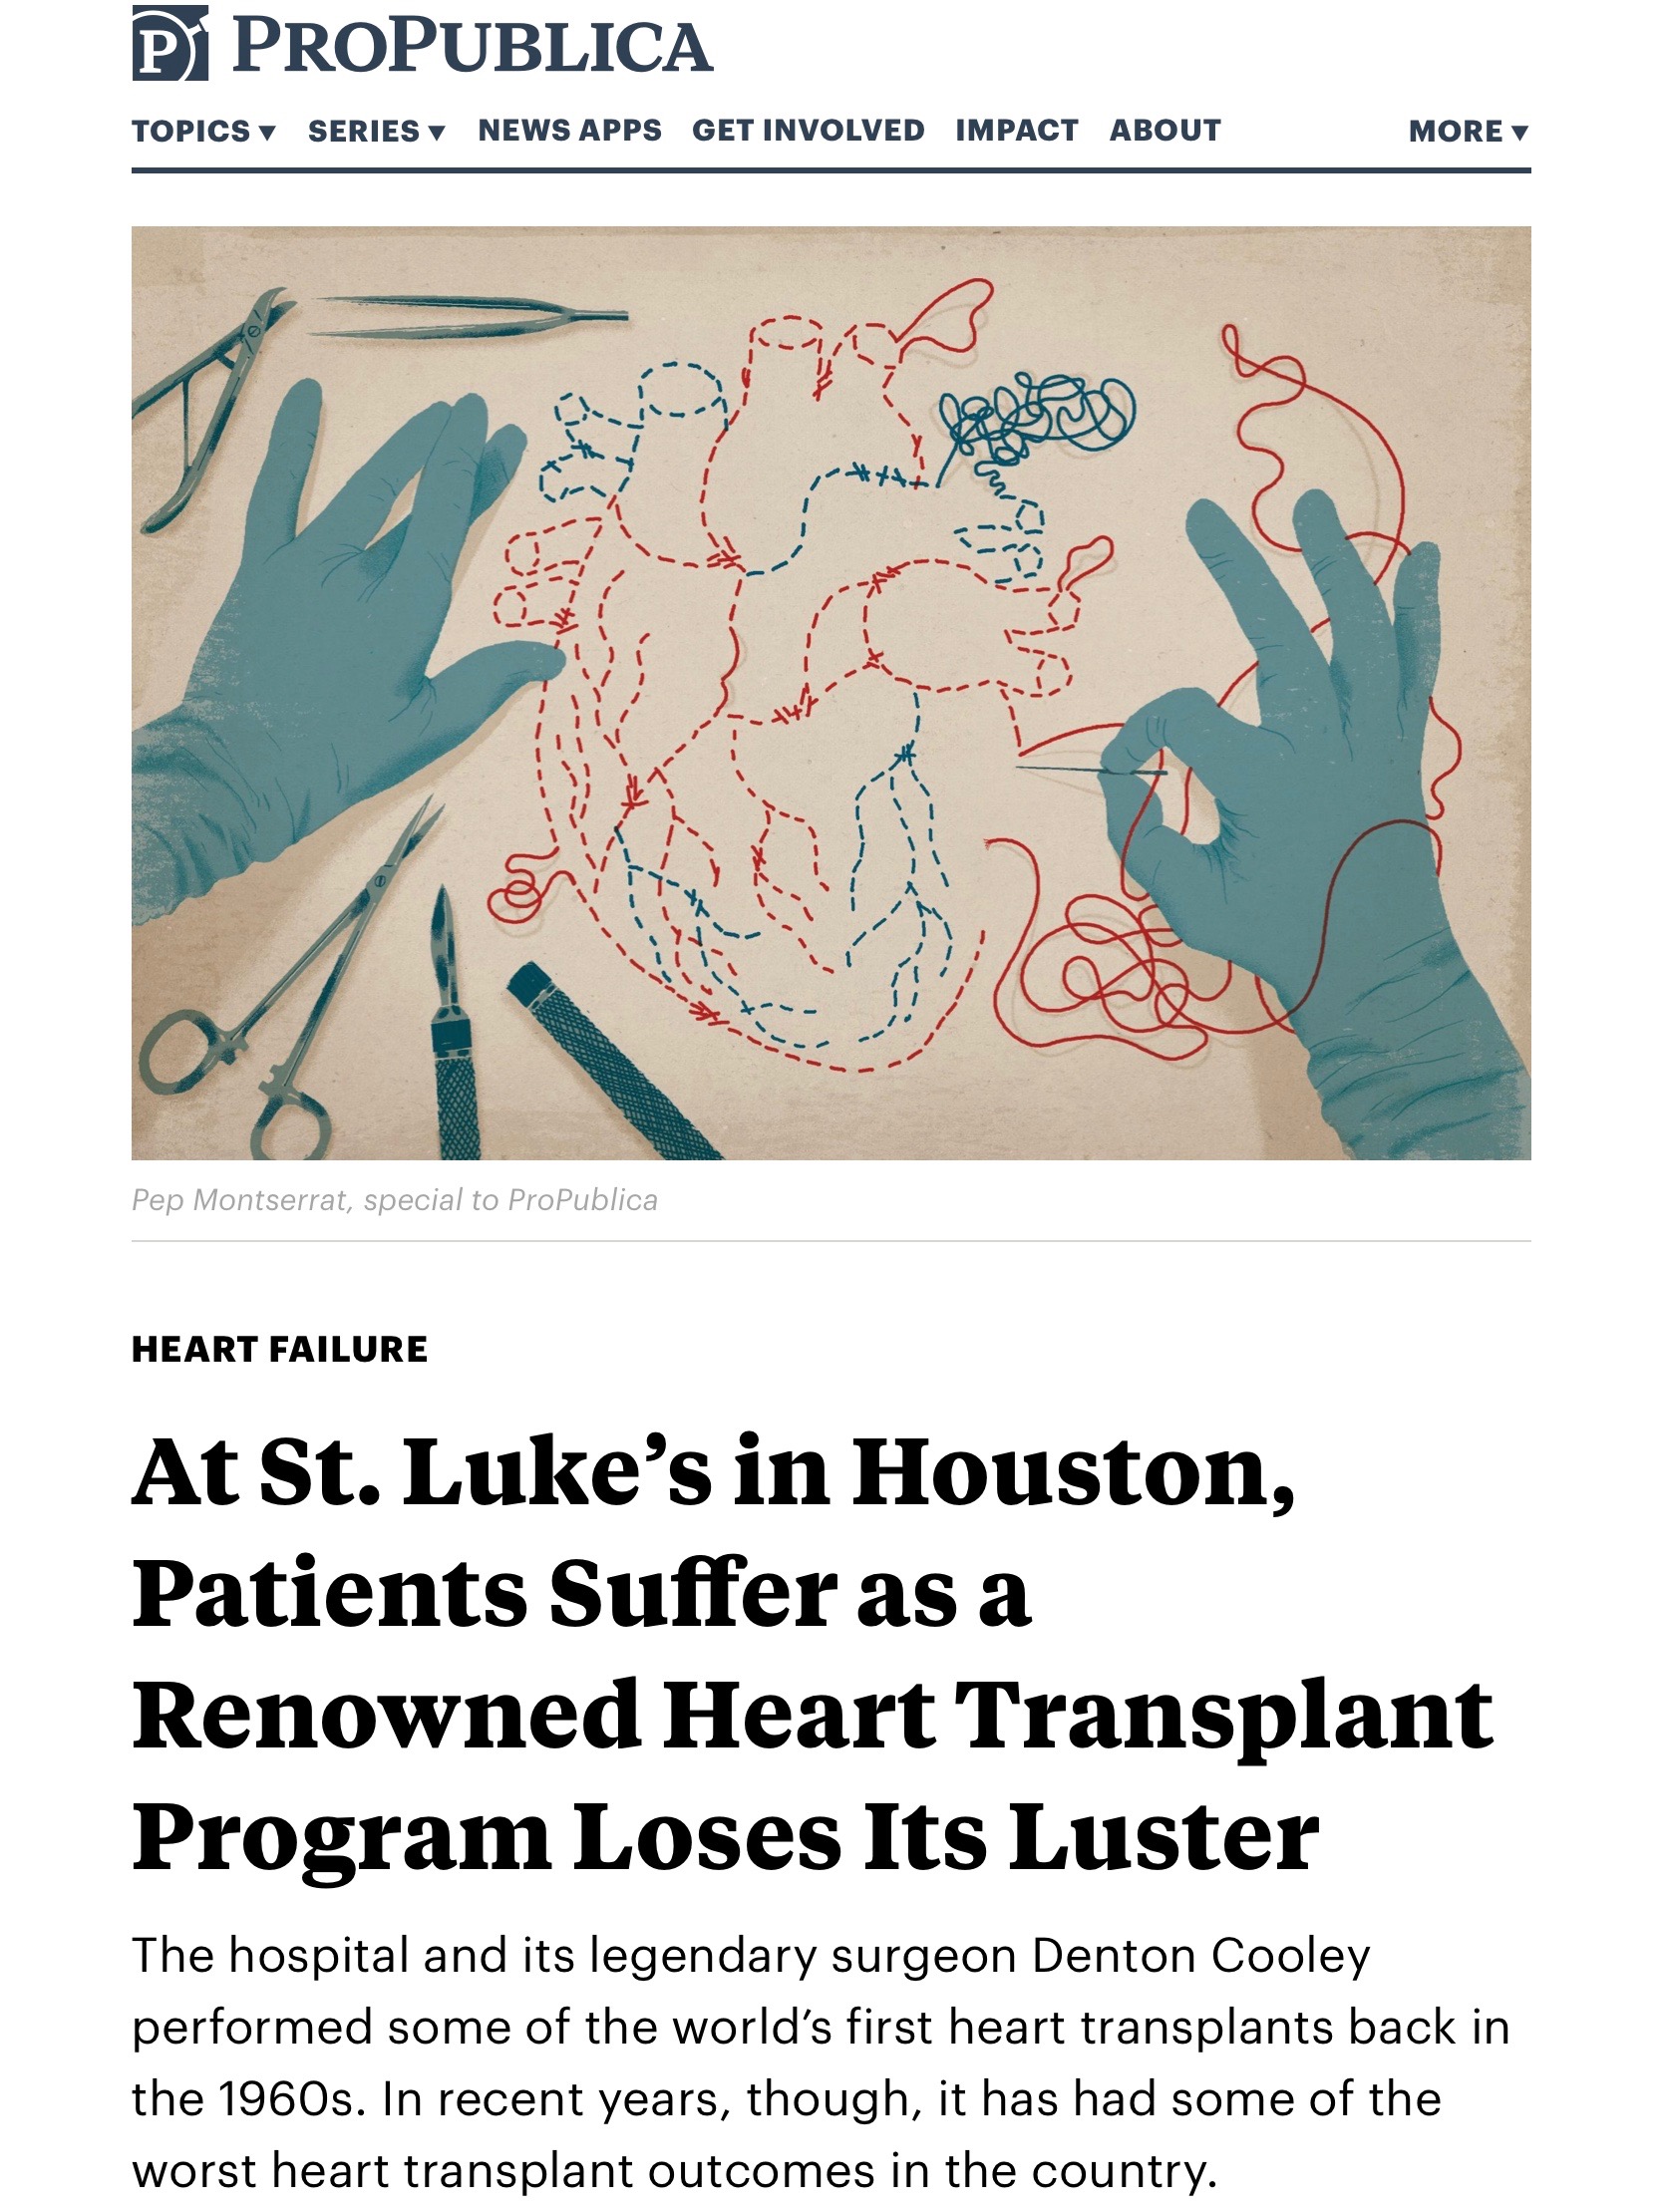 P PROPUBLICA
TOPICS ▼ SERIES ▼ NEWS APPS GET INVOLVED IMPACT ABOUT MORE ▼
Pep Montserrat, special to ProPublica
HEART FAILURE
At St. Luke’s in Houston,
Patients Suffer as a
Renowned Heart Transplant
Program Loses Its Luster
The hospital and its legendary surgeon Denton Cooley
performed some of the world’s first heart transplants back in
the 1960s. In recent years, though, it has had some of the
worst heart transplant outcomes in the country.